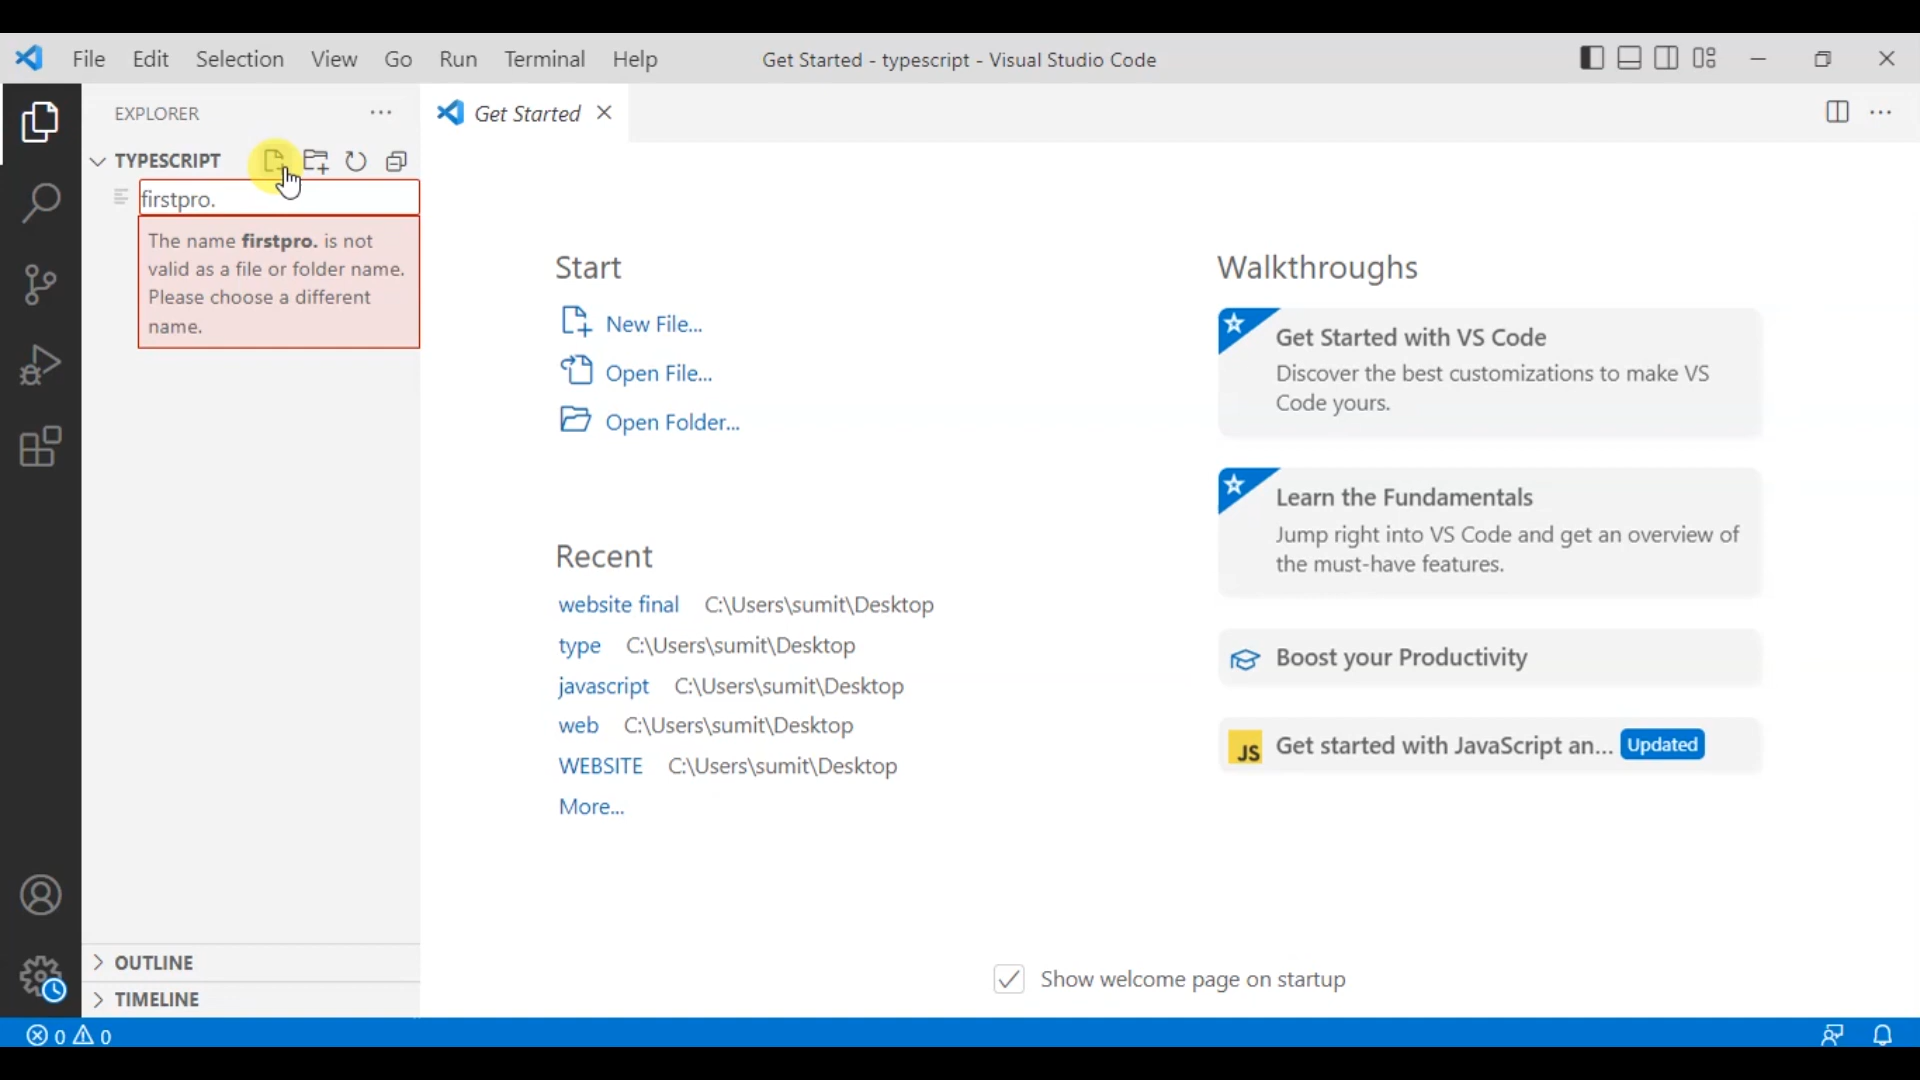 File Edit Selection View Go Run Terminal Help
Get Started - typescript - Visual Studio Code
EXPLORER
Get Started
TYPESCRIPT
firstpro.
The name firstpro. is not
valid as a file or folder name.
Please choose a different
name.
Start
New File...
Open File...
Open Folder...
Recent
website final C:\Users\sumit\Desktop
type C:\Users\sumit\Desktop
javascript C:\Users\sumit\Desktop
web C:\Users\sumit\Desktop
WEBSITE C:\Users\sumit\Desktop
More...
Walkthroughs
Get Started with VS Code
Discover the best customizations to make VS
Code yours.
Learn the Fundamentals
Jump right into VS Code and get an overview of
the must-have features.
Boost your Productivity
JS Get started with JavaScript an... Updated
Show welcome page on startup
OUTLINE
TIMELINE
0 0